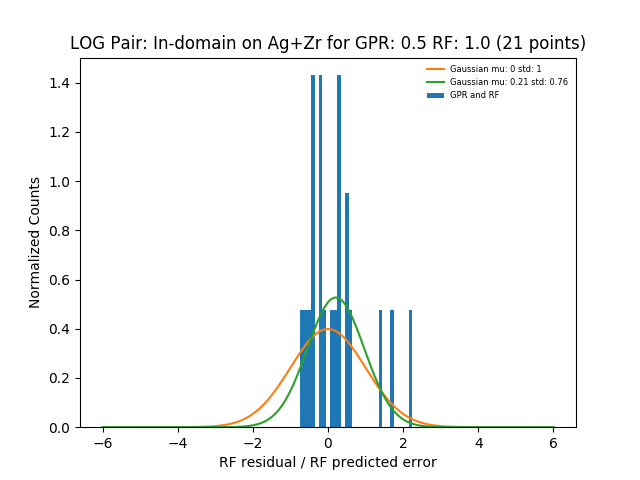 LOG Pair: In-domain on Ag+Zr for GPR: 0.5 RF: 1.0 (21 points)
Gaussian mu: 0 std: 1
Gaussian mu: 0.21 std: 0.76
GPR and RF
Normalized Counts
1.4
1.2
1.0
0.8
0.6
0.4
0.2
0.0
−6 −4 −2 0 2 4 6
RF residual / RF predicted error